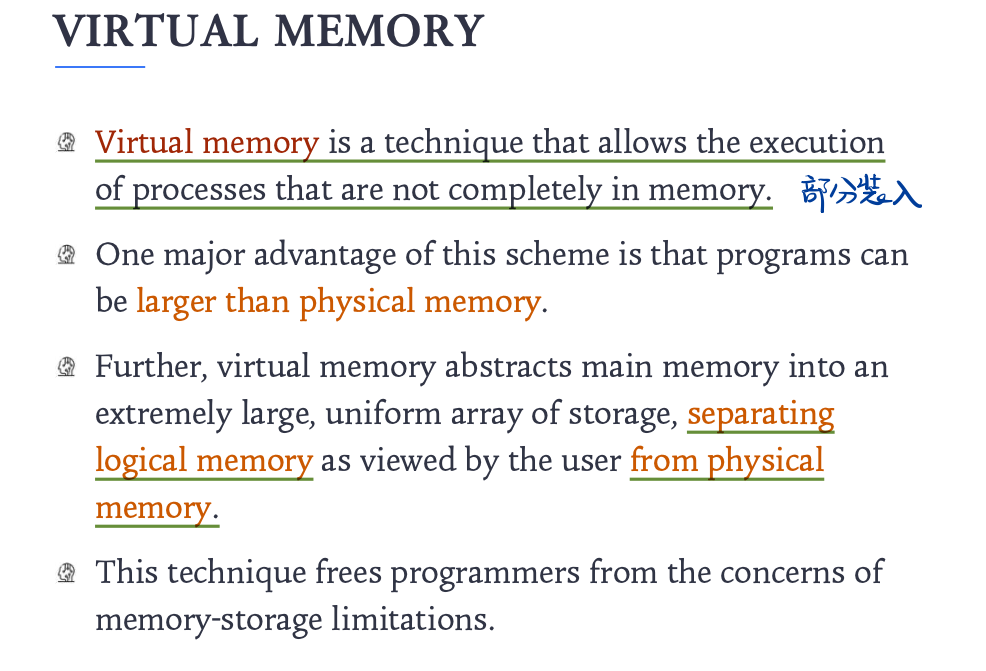 VIRTUAL MEMORY
Virtual memory is a technique that allows the execution
of processes that are not completely in memory. 部分装入
One major advantage of this scheme is that programs can
be larger than physical memory.
Further, virtual memory abstracts main memory into an
extremely large, uniform array of storage, separating
logical memory as viewed by the user from physical
memory.
This technique frees programmers from the concerns of
memory-storage limitations.